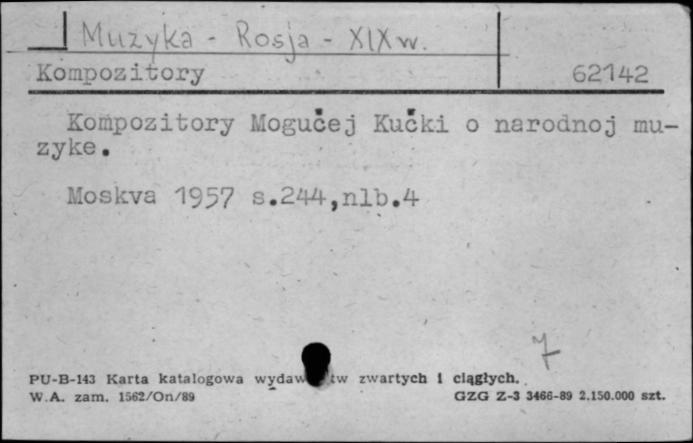 Muzyka - Rosja - XIX w.
Kompozitory 62142
Kompozitory Mogučej Kučki o narodnoj mu-
zyke.
Moskva 1957 s.244,nlb.4
7
PU-B-143 Karta katalogowa wydaw tw zwartych i ciągłych.
W.A. zam. 1562/On/89 GZG Z-3 3466-89 2.150.000 szt.